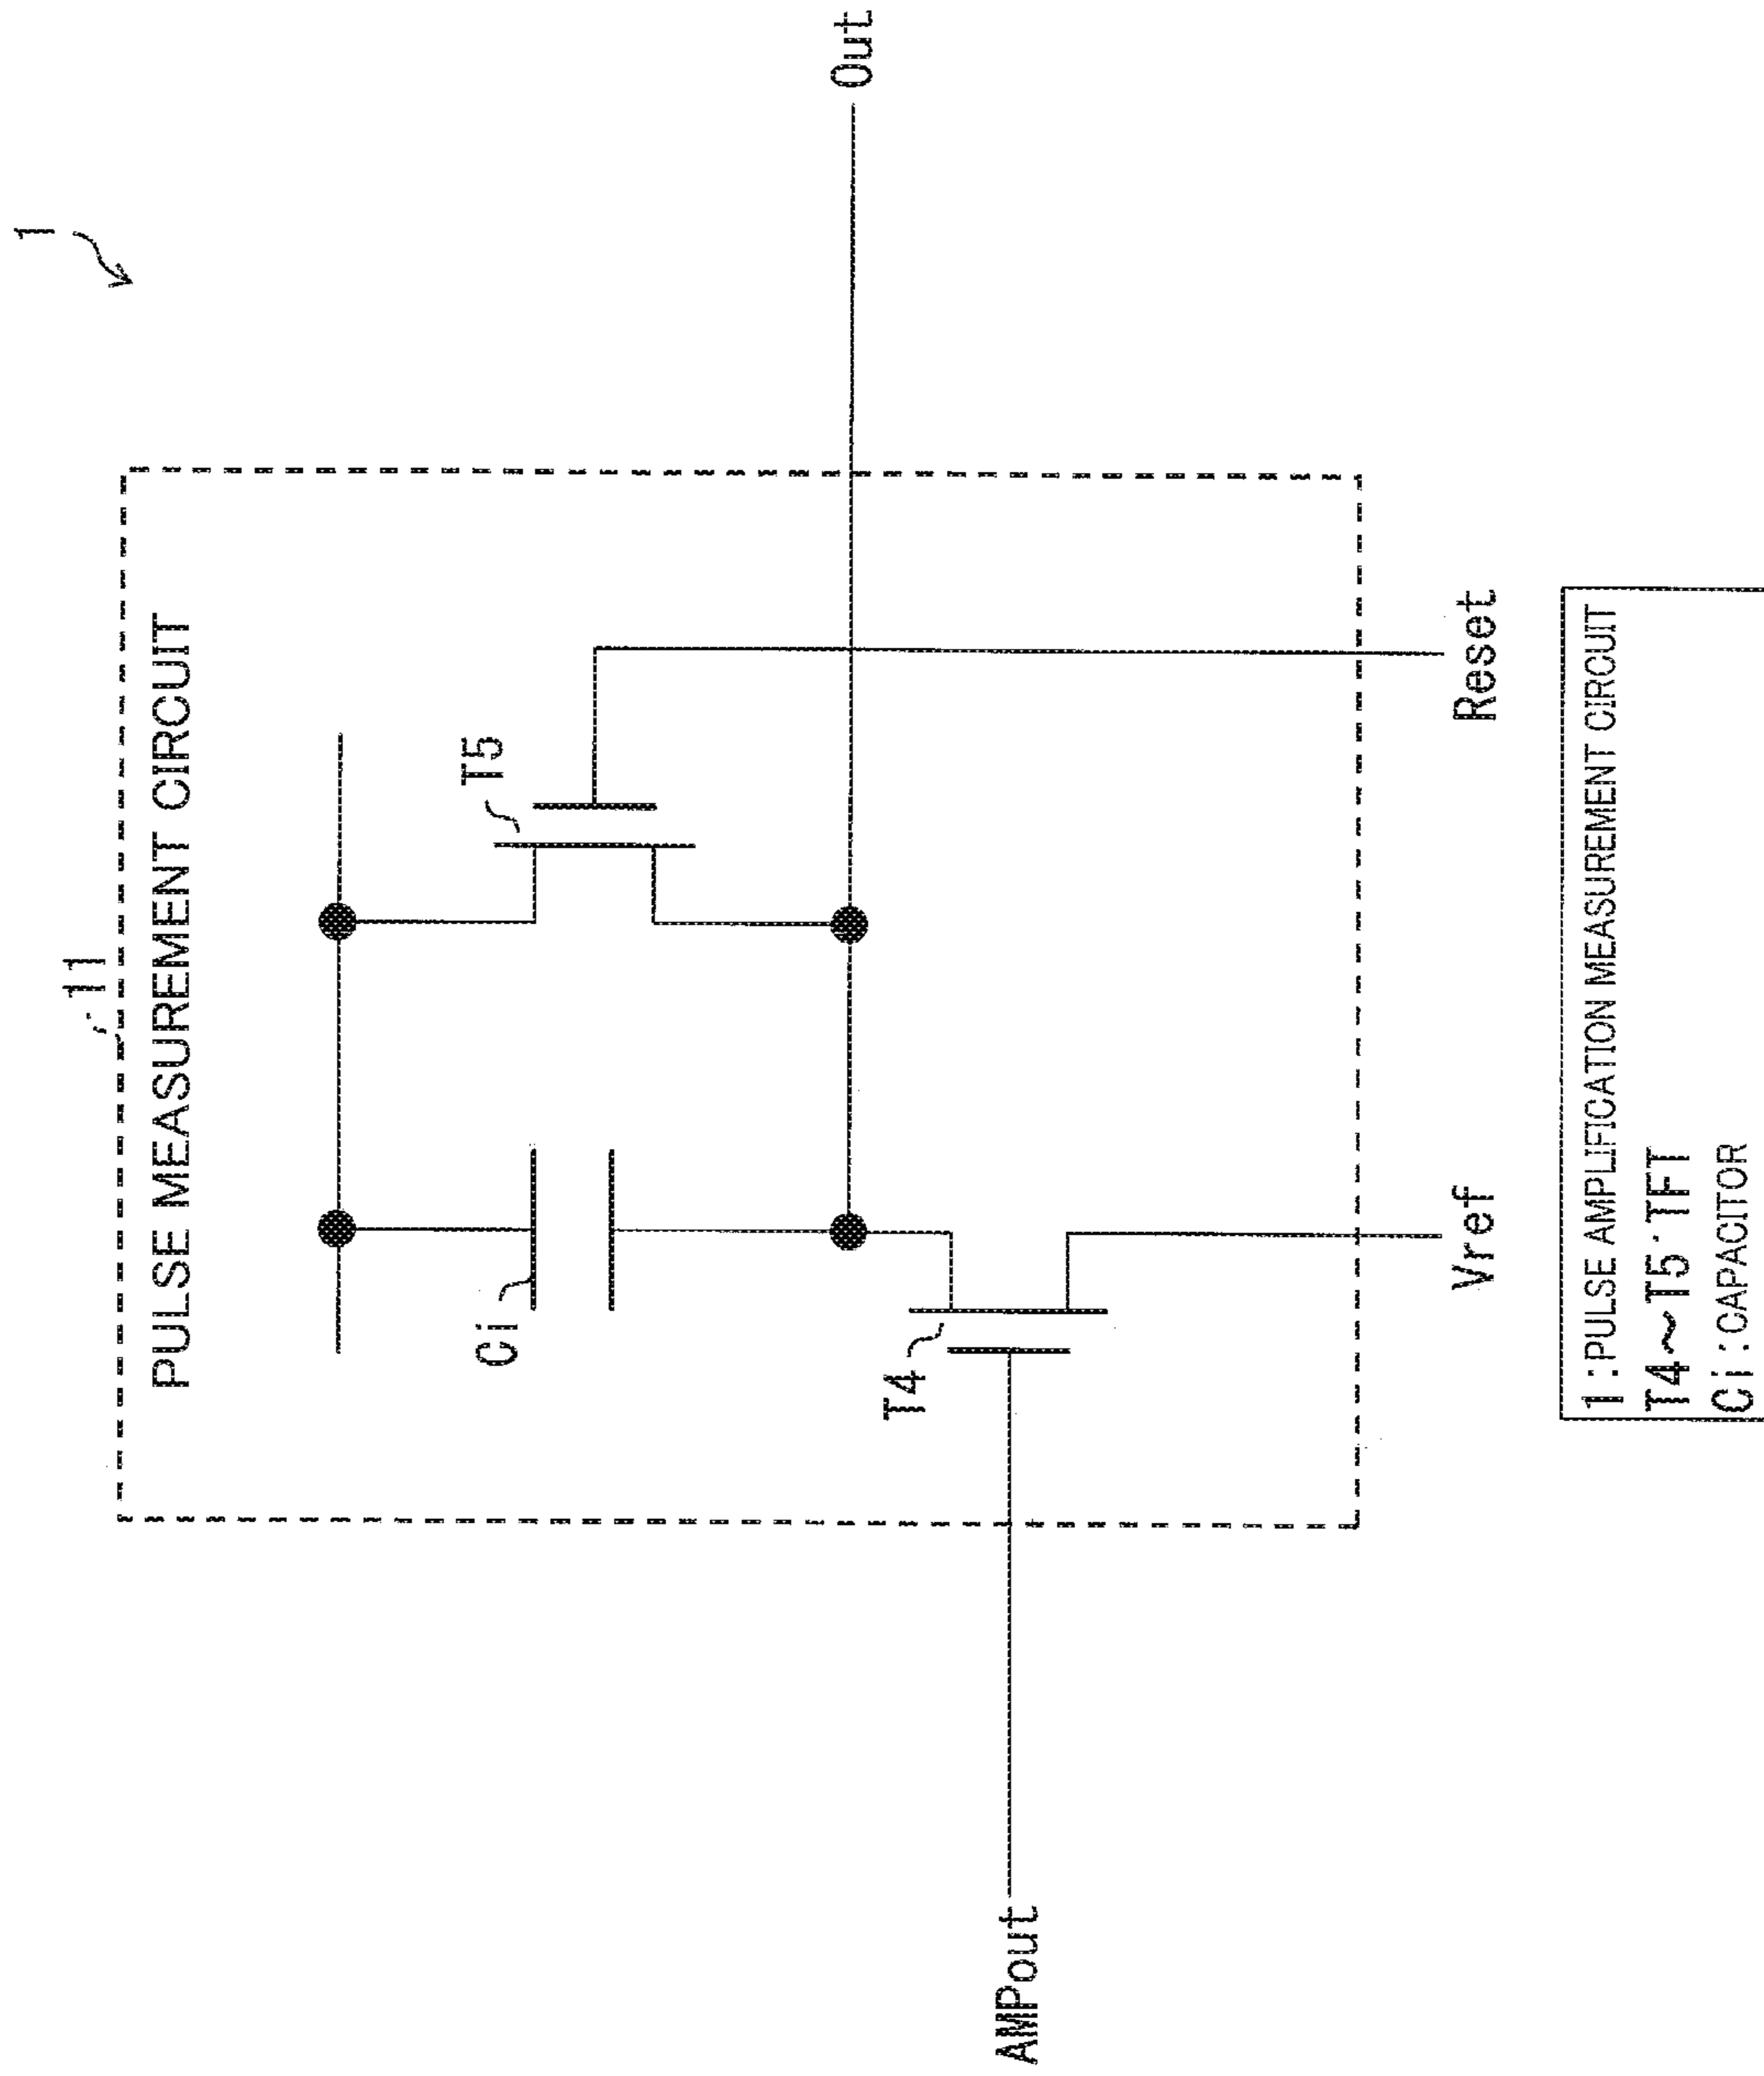 1
11
PULSE MEASUREMENT CIRCUIT
Ci
T5
T4
Out
AMPout
Vref
Reset
1:PULSE AMPLIFICATION MEASUREMENT CIRCUIT
T4~T5:TFT
Ci:CAPACITOR